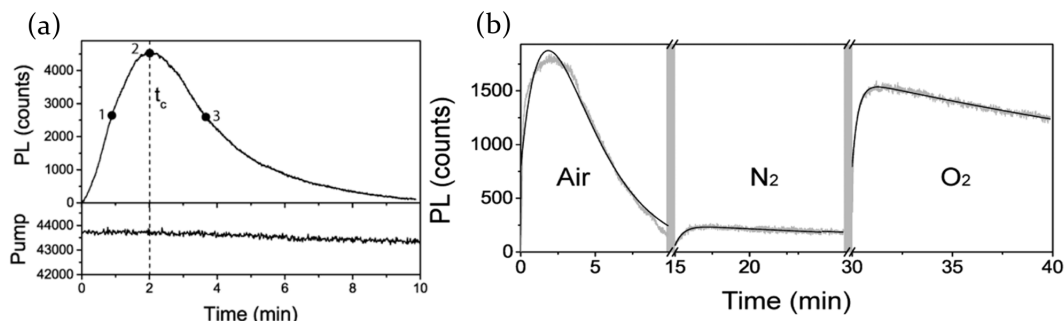 (a)
PL (counts)
4000
3000
2000
1000
0
1
2
3
tc
Pump
44000
43000
42000
0 2 4 6 8 10
Time (min)
(b)
PL (counts)
1500
1000
500
250
0
Air
N2
O2
0 5 15 20 30 35 40
Time (min)